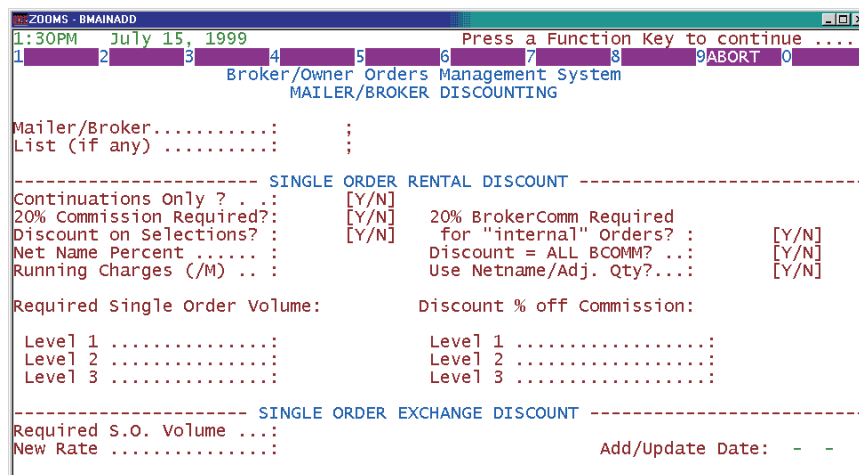 ZOOMS - BMAINADD
1:30PM July 15, 1999 Press a Function Key to continue ....
1 2 3 4 5 6 7 8 9ABORT 0
Broker/Owner Orders Management System
MAILER/BROKER DISCOUNTING
Mailer/Broker...........: ;
List (if any) ..........: ;
----------------------- SINGLE ORDER RENTAL DISCOUNT ---------------------------
Continuations Only ? . .: [Y/N]
20% Commission Required?: [Y/N] 20% BrokerComm Required
Discount on Selections? : [Y/N] for "internal" Orders? : [Y/N]
Net Name Percent ...... : Discount = ALL BCOMM? ..: [Y/N]
Running Charges (/M) .. : Use Netname/Adj. Qty?...: [Y/N]
Required Single Order Volume: Discount % off Commission:
Level 1 ...............: Level 1 ..................:
Level 2 ...............: Level 2 ..................:
Level 3 ...............: Level 3 ..................:
---------------------- SINGLE ORDER EXCHANGE DISCOUNT --------------------------
Required S.O. Volume ...:
New Rate ...............: Add/Update Date: - -